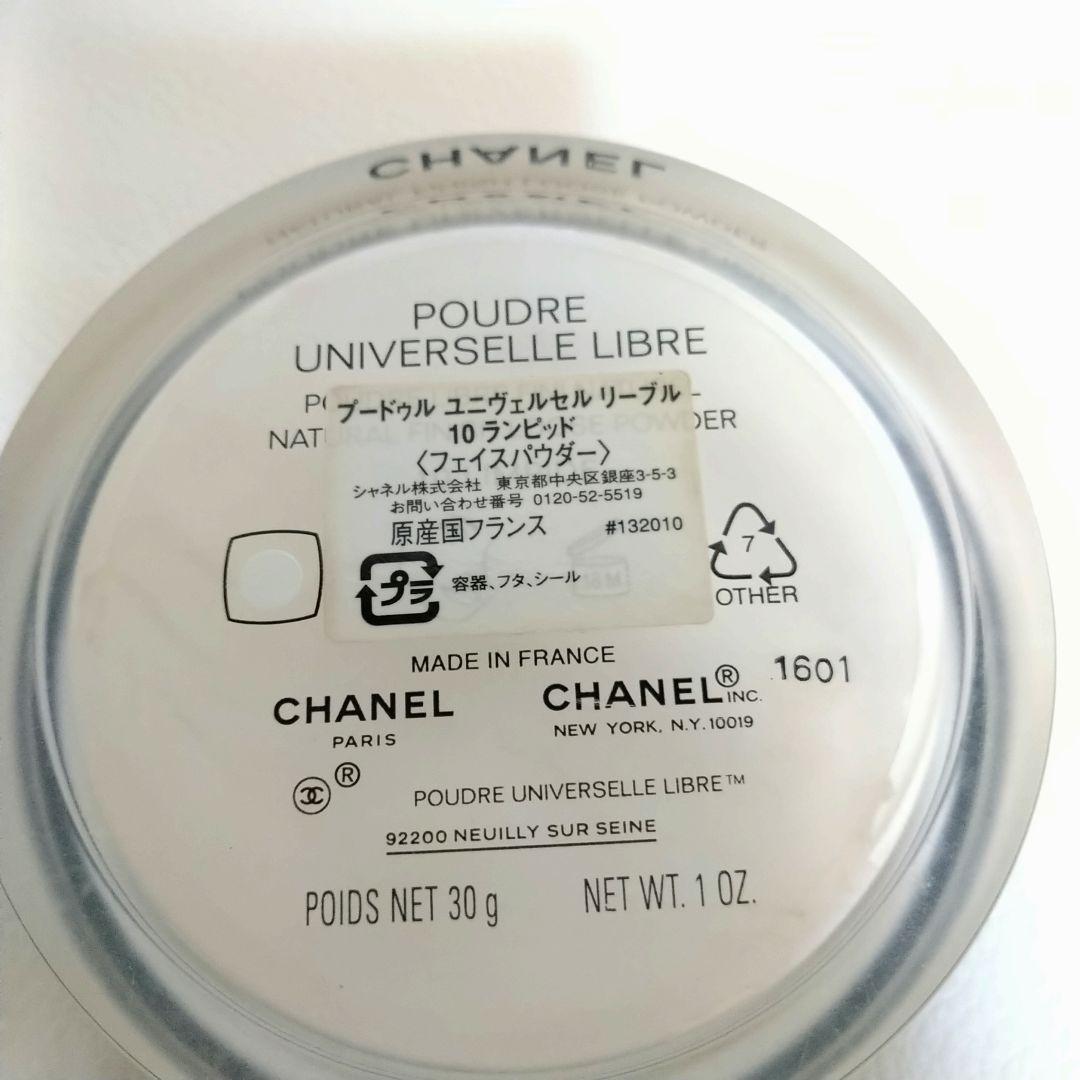 CHANEL
POUDRE
UNIVERSELLE LIBRE
プードゥル ユニヴェルセル リーブル
10 ランピッド
NATURAL FINISH POWDER
〈フェイスパウダー〉
シャネル株式会社 東京都中央区銀座3-5-3
お問い合わせ番号 0120-52-5519
原産国フランス #132010
プラ 容器、フタ、シール
7
OTHER
MADE IN FRANCE
CHANEL CHANEL® INC. 1601
PARIS NEW YORK, N.Y. 10019
®
POUDRE UNIVERSELLE LIBRE™
92200 NEUILLY SUR SEINE
POIDS NET 30 g NET WT. 1 OZ.